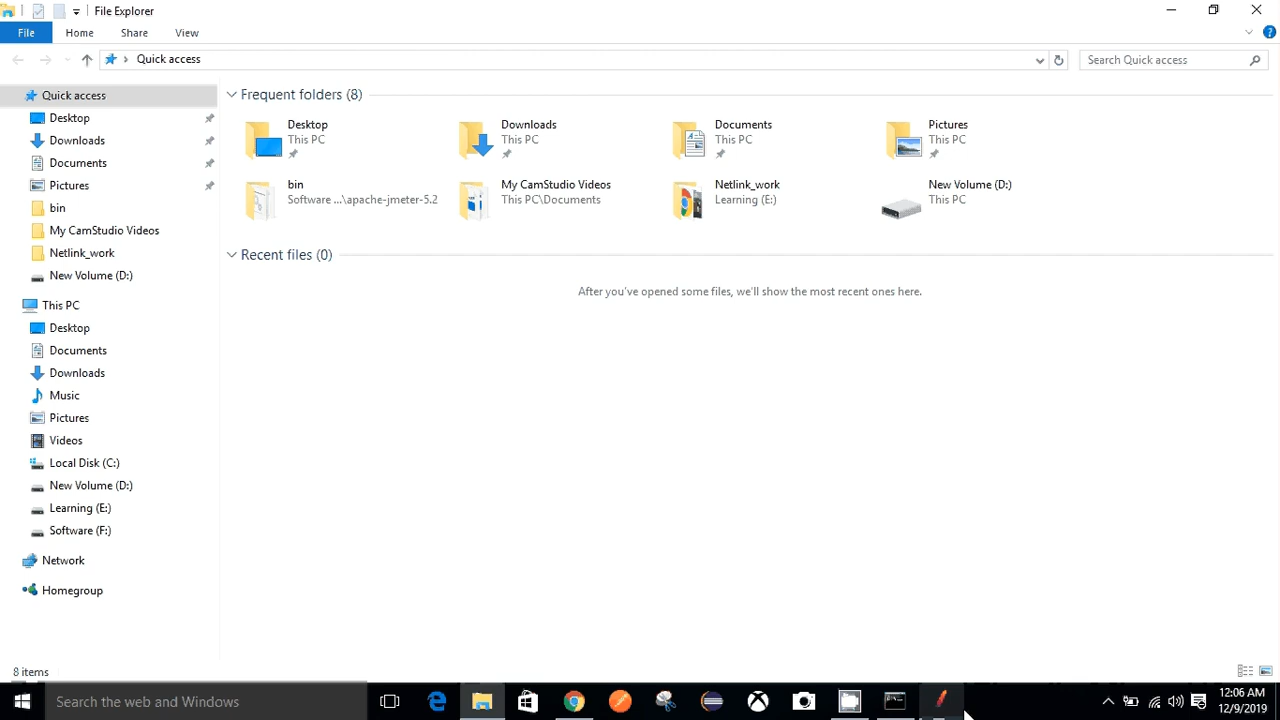 File Explorer
File Home Share View
Quick access
Search Quick access
Quick access
Desktop
Downloads
Documents
Pictures
bin
My CamStudio Videos
Netlink_work
New Volume (D:)
This PC
Desktop
Documents
Downloads
Music
Pictures
Videos
Local Disk (C:)
New Volume (D:)
Learning (E:)
Software (F:)
Network
Homegroup
Frequent folders (8)
Desktop
This PC
Downloads
This PC
Documents
This PC
Pictures
This PC
bin
Software ...\apache-jmeter-5.2
My CamStudio Videos
This PC\Documents
Netlink_work
Learning (E:)
New Volume (D:)
This PC
Recent files (0)
After you've opened some files, we'll show the most recent ones here.
8 items
Search the web and Windows
12:06 AM
12/9/2019